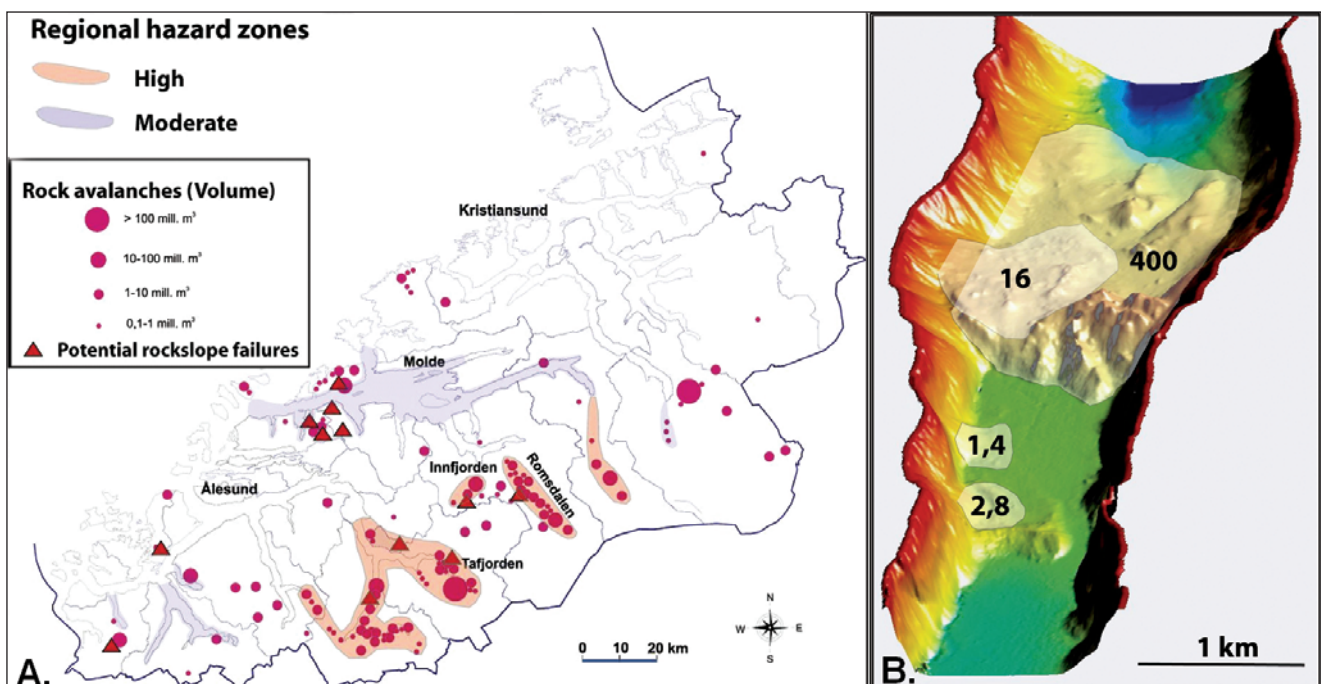 Regional hazard zones
High
Moderate
Rock avalanches (Volume)
> 100 mill. m³
10-100 mill. m³
1-10 mill. m³
0,1-1 mill. m³
Potential rockslope failures
Kristiansund
Molde
Innfjorden
Romsdalen
Ålesund
Tafjorden
N
W
E
S
0 10 20 km
A.
400
16
1,4
2,8
1 km
B.